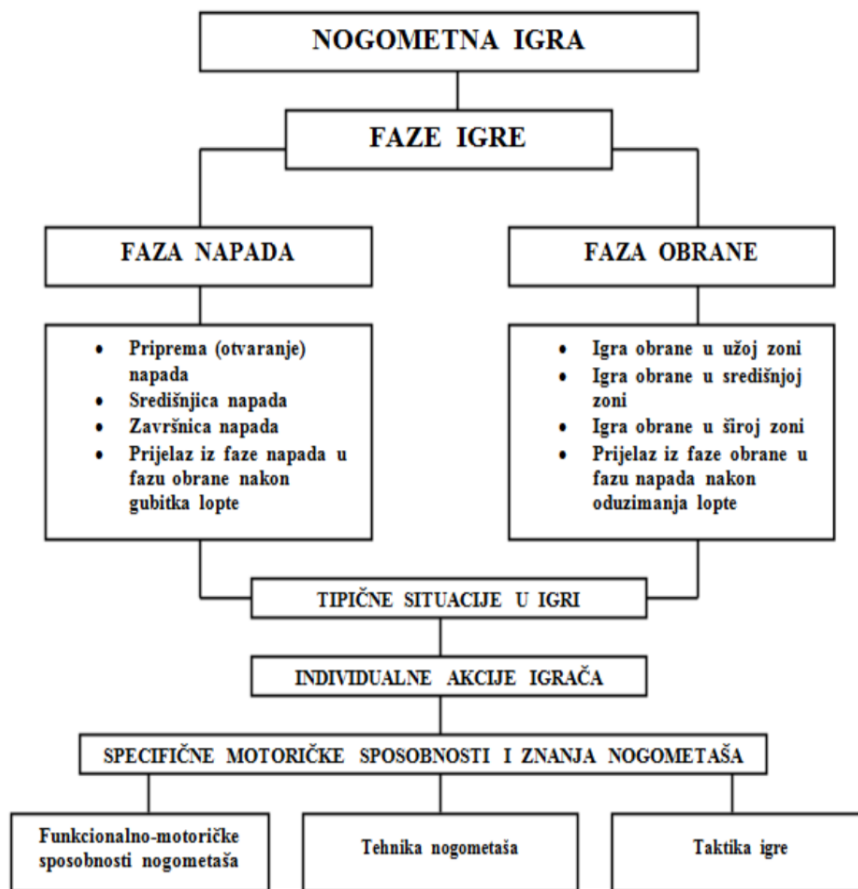 NOGOMETNA IGRA
FAZE IGRE
FAZA NAPADA
FAZA OBRANE
• Priprema (otvaranje)
napada
• Središnjica napada
• Završnica napada
• Prijelaz iz faze napada u
fazu obrane nakon
gubitka lopte
• Igra obrane u užoj zoni
• Igra obrane u središnjoj
zoni
• Igra obrane u široj zoni
• Prijelaz iz faze obrane u
fazu napada nakon
oduzimanja lopte
TIPIČNE SITUACIJE U IGRI
INDIVIDUALNE AKCIJE IGRAČA
SPECIFIČNE MOTORIČKE SPOSOBNOSTI I ZNANJA NOGOMETAŠA
Funkcionalno-motoričke
sposobnosti nogometaša
Tehnika nogometaša
Taktika igre